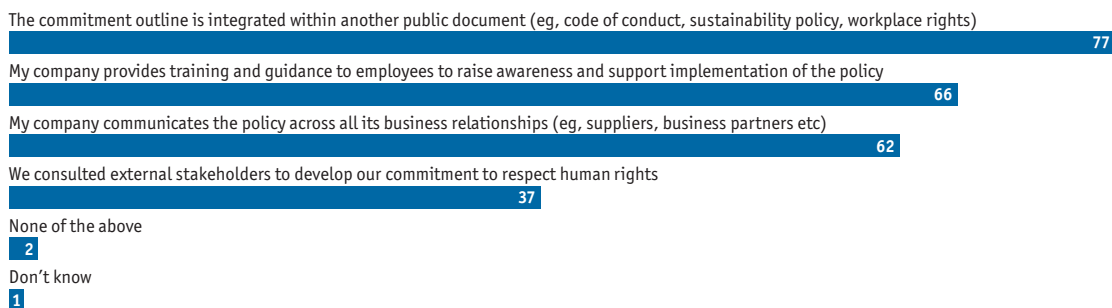 The commitment outline is integrated within another public document (eg, code of conduct, sustainability policy, workplace rights)
77
My company provides training and guidance to employees to raise awareness and support implementation of the policy
66
My company communicates the policy across all its business relationships (eg, suppliers, business partners etc)
62
We consulted external stakeholders to develop our commitment to respect human rights
37
None of the above
2
Don't know
1